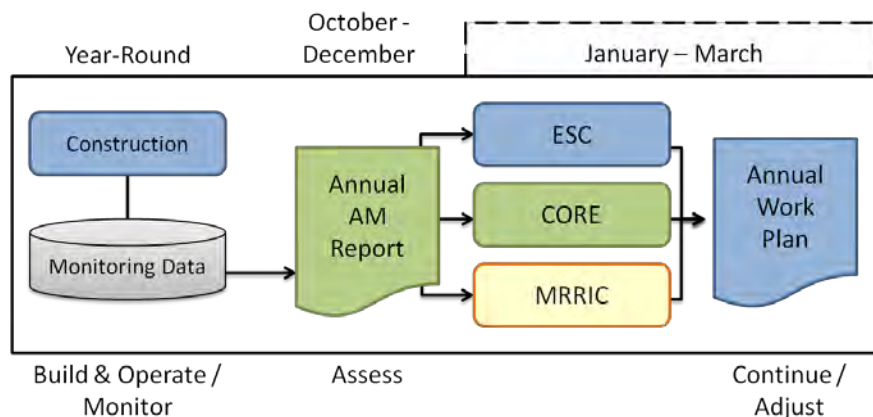 Year-Round
October -
December
January – March
Construction
Monitoring Data
Annual
AM
Report
ESC
CORE
MRRIC
Annual
Work
Plan
Build & Operate /
Monitor
Assess
Continue /
Adjust